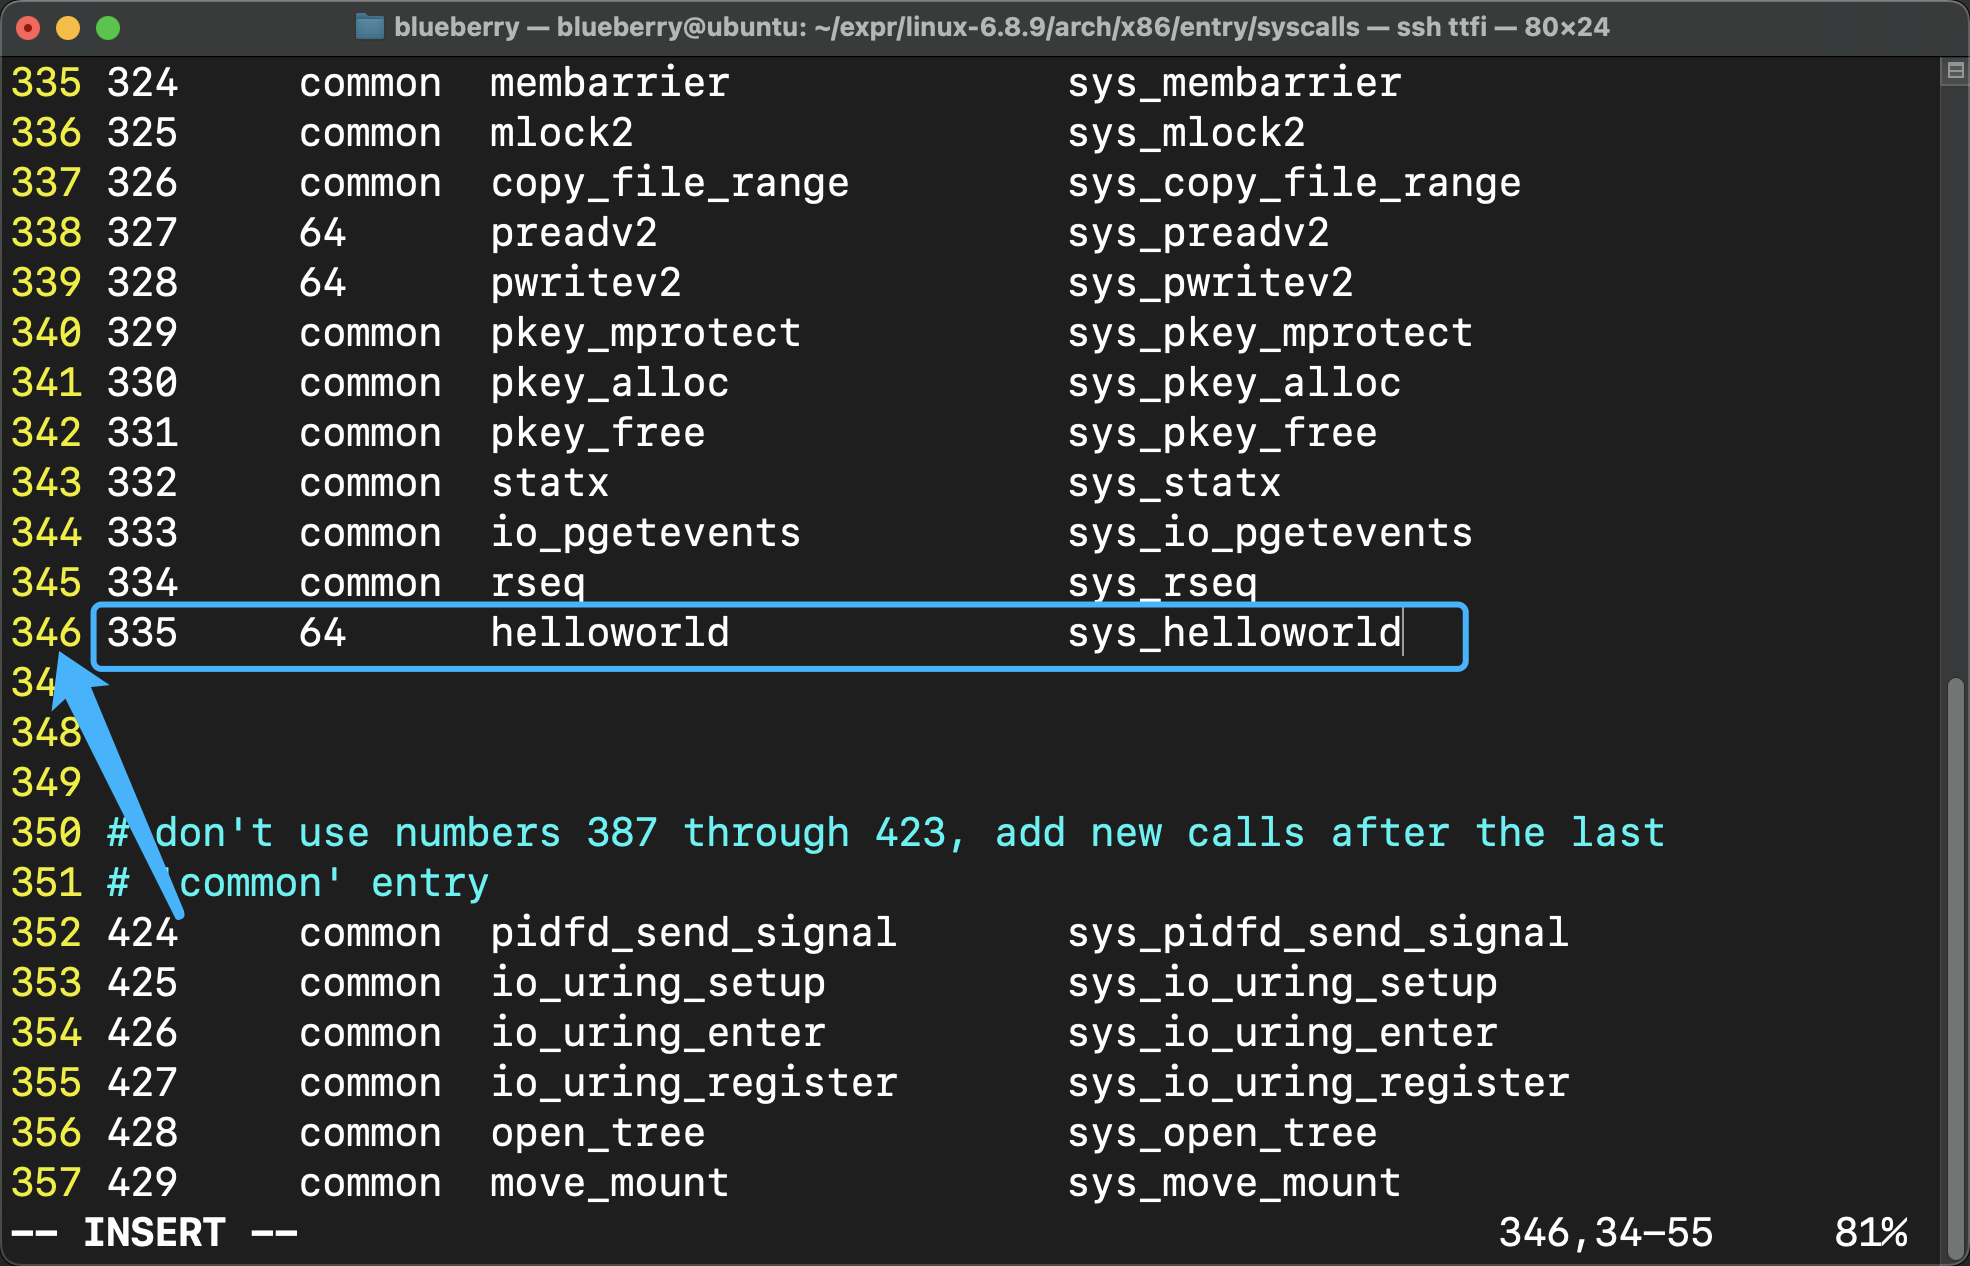 blueberry — blueberry@ubuntu: ~/expr/linux-6.8.9/arch/x86/entry/syscalls — ssh ttfi — 80×24
335 324 common membarrier sys_membarrier
336 325 common mlock2 sys_mlock2
337 326 common copy_file_range sys_copy_file_range
338 327 64 preadv2 sys_preadv2
339 328 64 pwritev2 sys_pwritev2
340 329 common pkey_mprotect sys_pkey_mprotect
341 330 common pkey_alloc sys_pkey_alloc
342 331 common pkey_free sys_pkey_free
343 332 common statx sys_statx
344 333 common io_pgetevents sys_io_pgetevents
345 334 common rseq sys_rseq
346 335 64 helloworld sys_helloworld
34
348
349
350 # don't use numbers 387 through 423, add new calls after the last
351 # 'common' entry
352 424 common pidfd_send_signal sys_pidfd_send_signal
353 425 common io_uring_setup sys_io_uring_setup
354 426 common io_uring_enter sys_io_uring_enter
355 427 common io_uring_register sys_io_uring_register
356 428 common open_tree sys_open_tree
357 429 common move_mount sys_move_mount
-- INSERT -- 346,34-55 81%